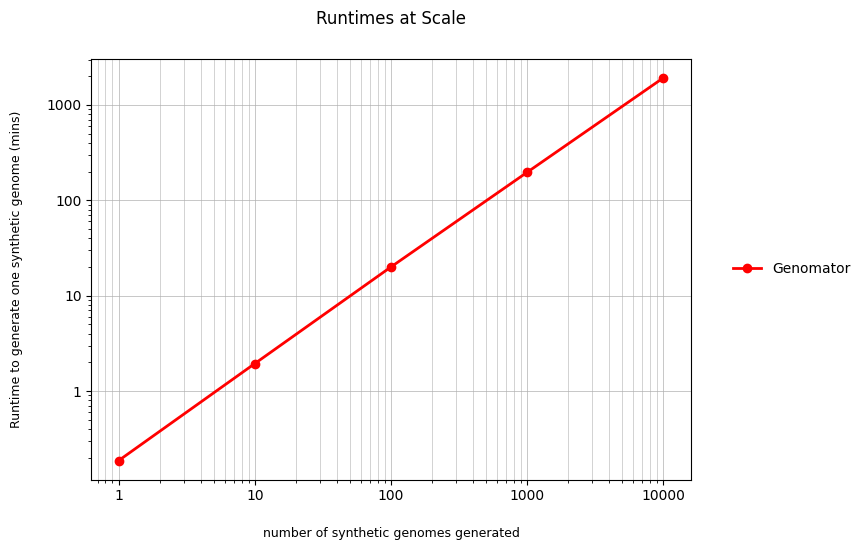 Runtimes at Scale
Runtime to generate one synthetic genome (mins)
1000
100
10
1
1 10 100 1000 10000
number of synthetic genomes generated
Genomator